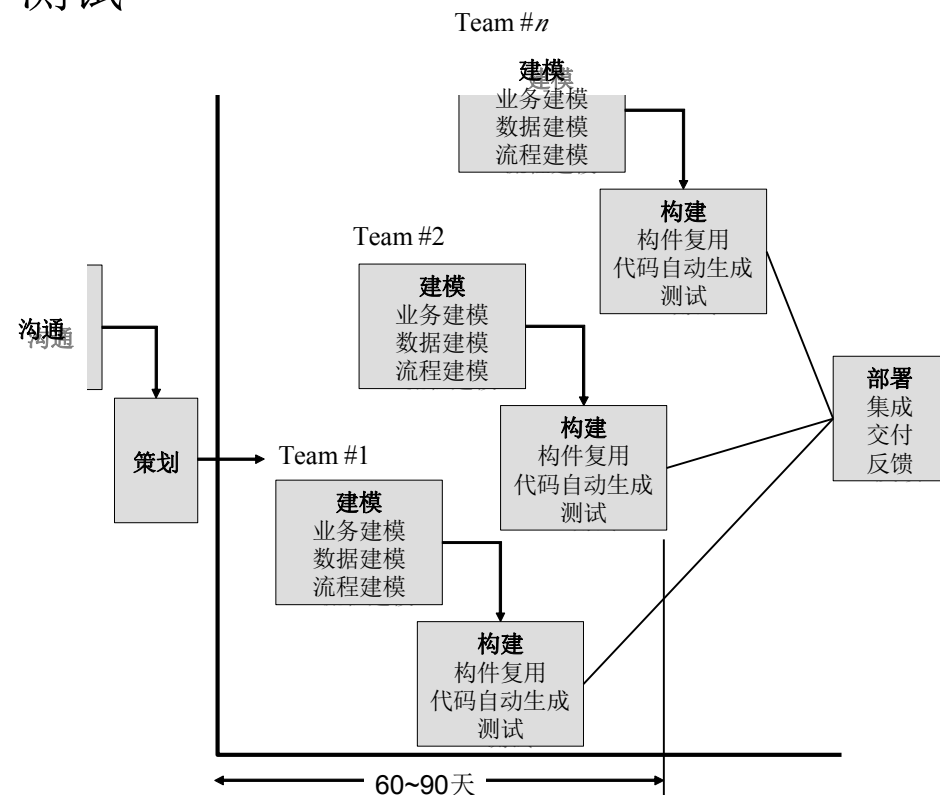 测试
Team #n
建模
业务建模
数据建模
流程建模
构建
构件复用
代码自动生成
测试
Team #2
建模
业务建模
数据建模
流程建模
构建
构件复用
代码自动生成
测试
沟通
策划
Team #1
建模
业务建模
数据建模
流程建模
构建
构件复用
代码自动生成
测试
部署
集成
交付
反馈
60~90天